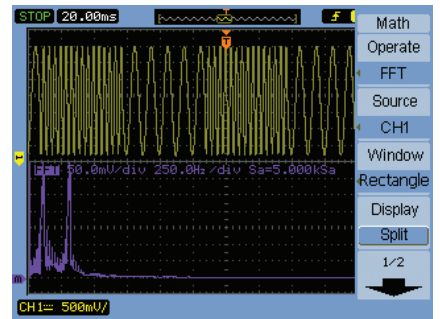 STOP 20.00ms
T
FFT 50.0mV/div 250.0Hz/div Sa=5.000kSa
CH1 500mV/
Math
Operate
FFT
Source
CH1
Window
Rectangle
Display
Split
1/2